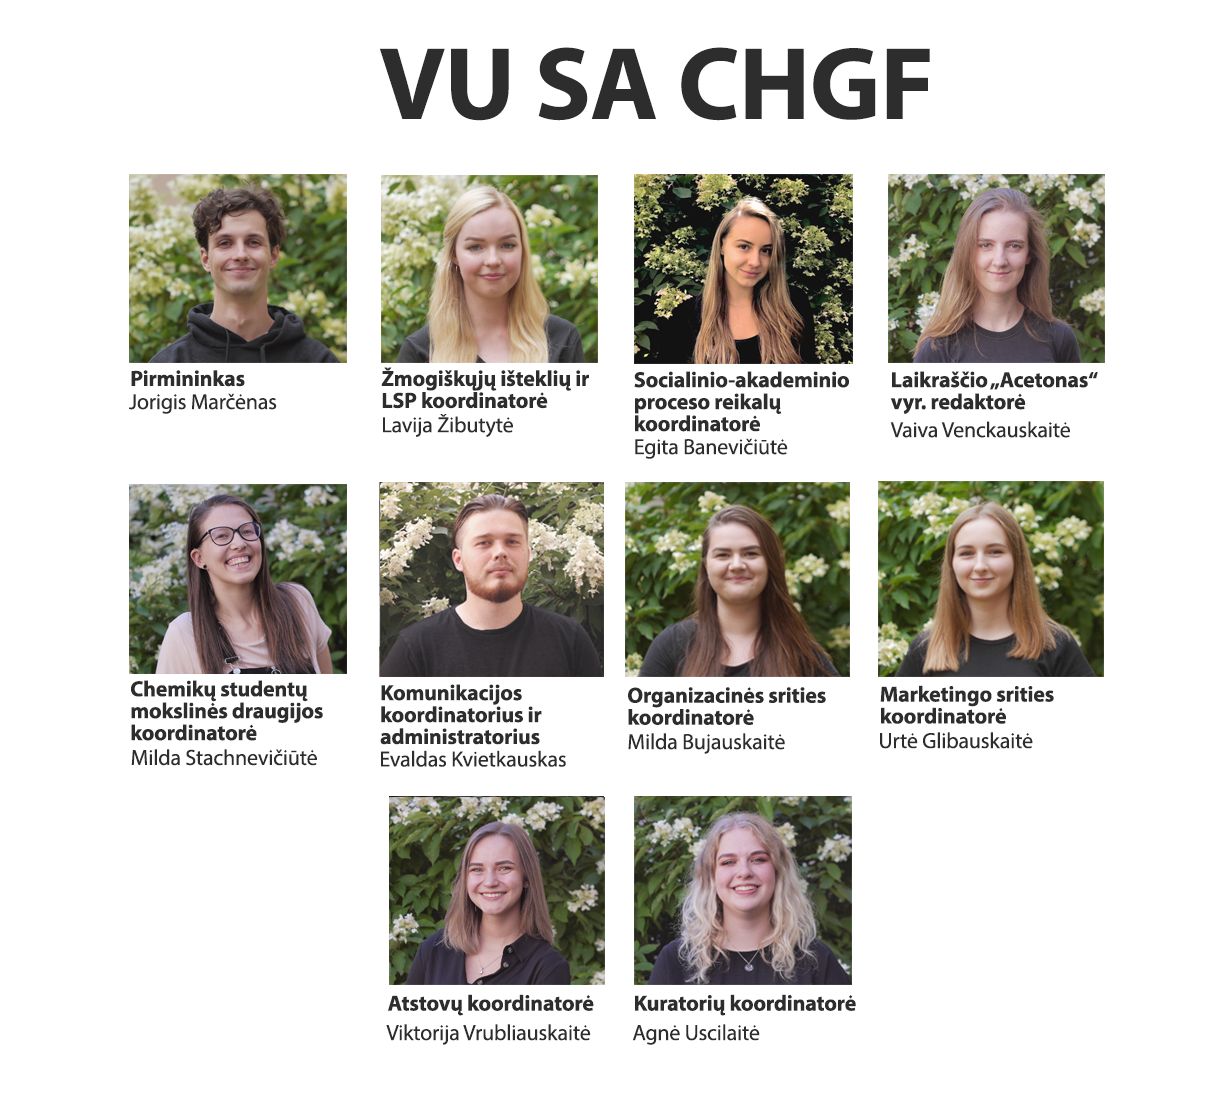 VU SA CHGF
Pirmininkas
Jorigis Marčėnas
Žmogiškųjų išteklių ir
LSP koordinatorė
Lavija Žibutytė
Socialinio-akademinio
proceso reikalų
koordinatorė
Egita Banevičiūtė
Laikraščio „Acetonas“
vyr. redaktorė
Vaiva Venckauskaitė
Chemikų studentų
mokslinės draugijos
koordinatorė
Milda Stachnevičiūtė
Komunikacijos
koordinatorius ir
administratorius
Evaldas Kvietkauskas
Organizacinės srities
koordinatorė
Milda Bujauskaitė
Marketingo srities
koordinatorė
Urtė Glibauskaitė
Atstovų koordinatorė
Viktorija Vrubliauskaitė
Kuratorių koordinatorė
Agnė Uscilaitė